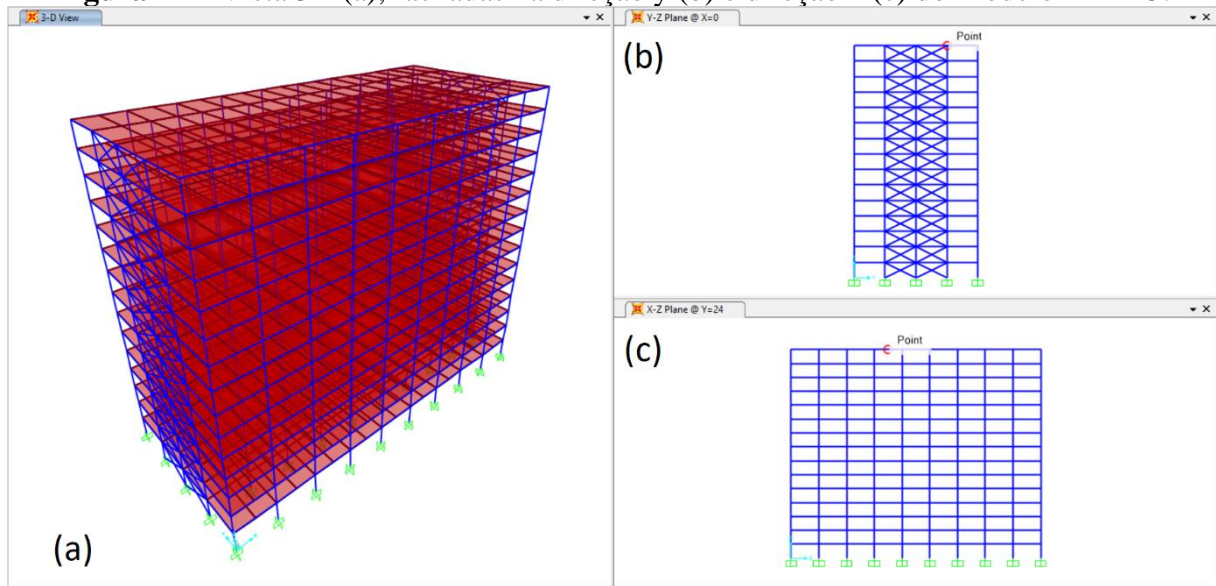 3-D View
(a)
Y-Z Plane @ X=0
(b)
Point
X-Z Plane @ Y=24
(c)
Point